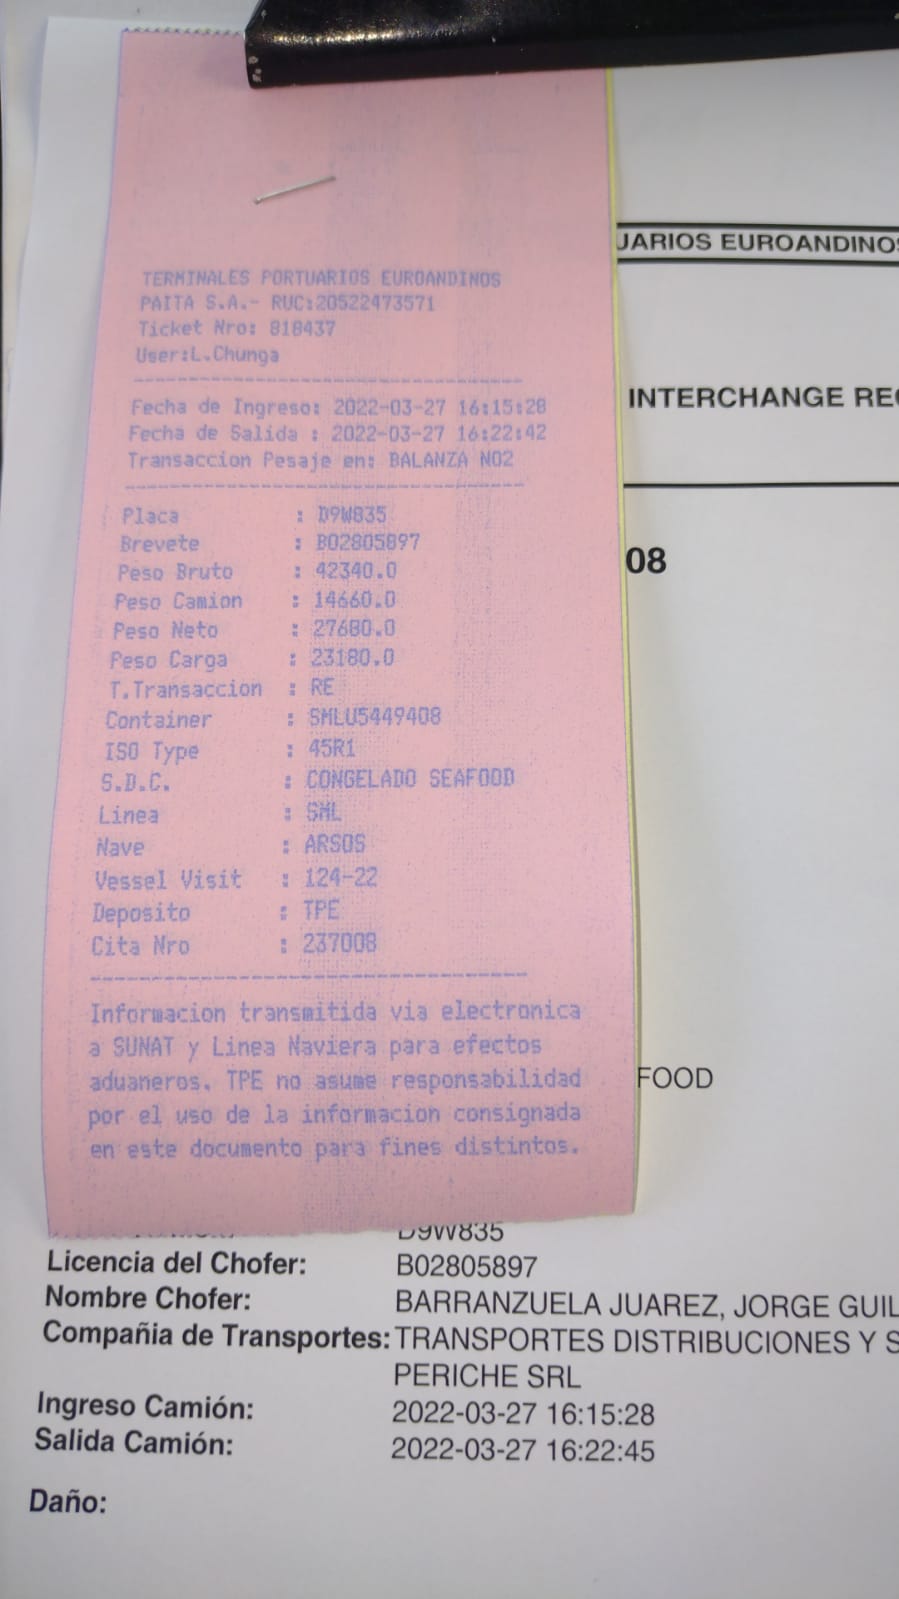 TERMINALES PORTUARIOS EUROANDINOS
PAITA S.A.- RUC:20522473571
Ticket Nro: 818437
User:L.Chunga
Fecha de Ingreso: 2022-03-27 16:15:28
Fecha de Salida : 2022-03-27 16:22:42
Transaccion Pesaje en: BALANZA NO2
Placa : D9W835
Brevete : B02805897
Peso Bruto : 42340.0
Peso Camion : 14660.0
Peso Neto : 27680.0
Peso Carga : 23180.0
T.Transaccion : RE
Container : SMLU5449408
ISO Type : 45R1
S.D.C. : CONGELADO SEAFOOD
Linea : SML
Nave : ARSOS
Vessel Visit : 124-22
Deposito : TPE
Cita Nro : 237008
Informacion transmitida via electronica
a SUNAT y Linea Naviera para efectos
aduaneros. TPE no asume responsabilidad
por el uso de la informacion consignada
en este documento para fines distintos.
UARIOS EUROANDINOS
INTERCHANGE RE
08
FOOD
D9W835
Licencia del Chofer: B02805897
Nombre Chofer: BARRANZUELA JUAREZ, JORGE GUIL
Compañia de Transportes: TRANSPORTES DISTRIBUCIONES Y S
PERICHE SRL
Ingreso Camión: 2022-03-27 16:15:28
Salida Camión: 2022-03-27 16:22:45
Daño: